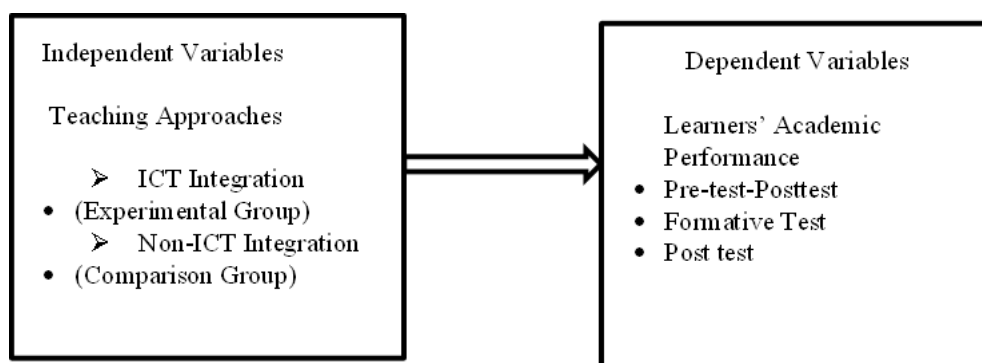 Independent Variables
Teaching Approaches
➢ ICT Integration
• (Experimental Group)
➢ Non-ICT Integration
• (Comparison Group)
Dependent Variables
Learners’ Academic
Performance
• Pre-test-Posttest
• Formative Test
• Post test